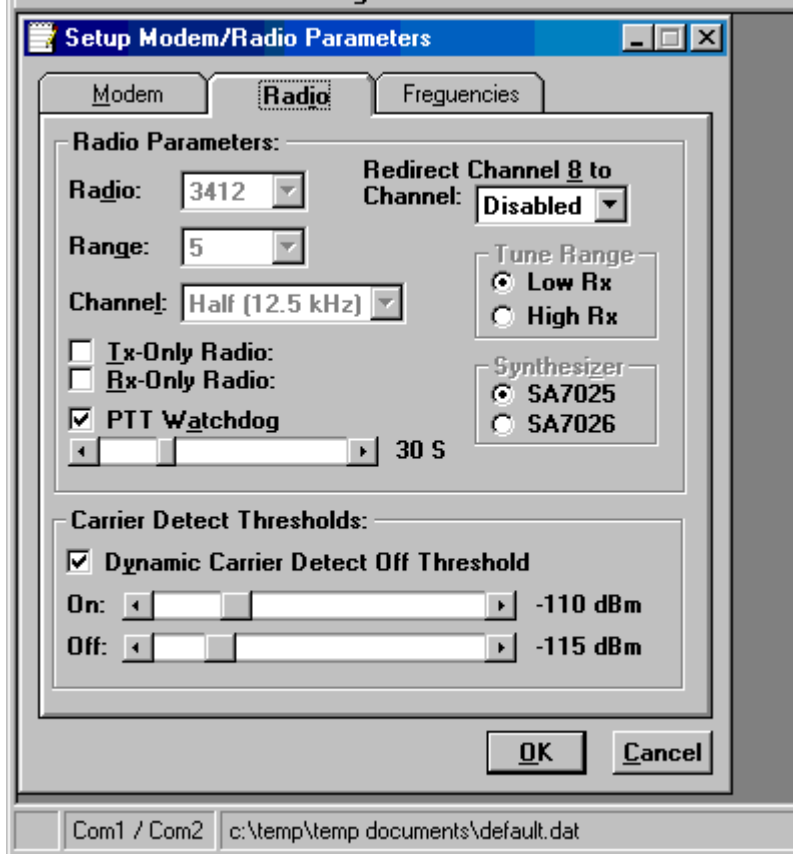 Setup Modem/Radio Parameters
Modem Radio Freguencies
Radio Parameters:
Radio: 3412
Redirect Channel 8 to
Channel: Disabled
Range: 5
Channel: Half (12.5 kHz)
Tune Range
Low Rx
High Rx
Tx-Only Radio:
Rx-Only Radio:
Synthesizer
SA7025
SA7026
PTT Watchdog
30 S
Carrier Detect Thresholds:
Dynamic Carrier Detect Off Threshold
On: -110 dBm
Off: -115 dBm
OK Cancel
Com1 / Com2 c:\temp\temp documents\default.dat